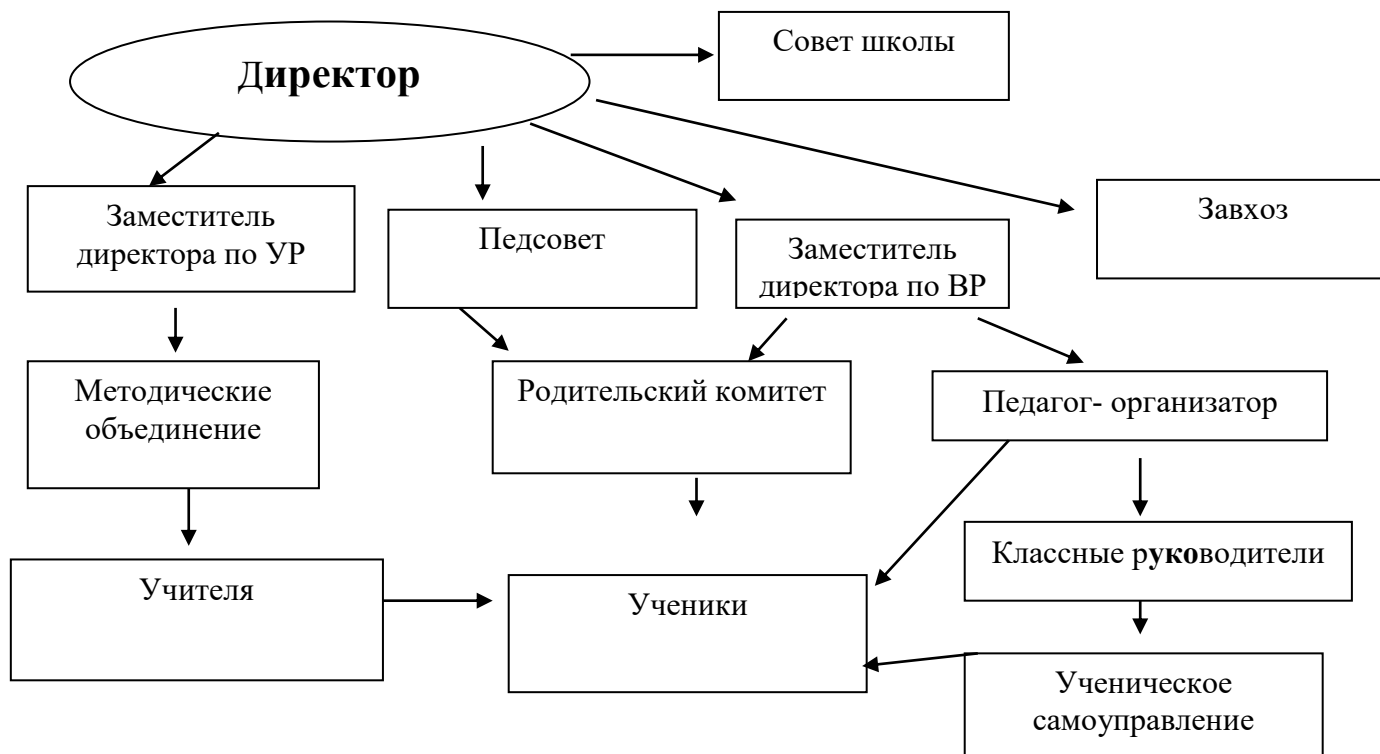 Совет школы
Директор
Заместитель
директора по УР
Педсовет
Заместитель
директора по ВР
Завхоз
Методические
объединение
Родительский комитет
Педагог- организатор
Классные руководители
Учителя
Ученики
Ученическое
самоуправление